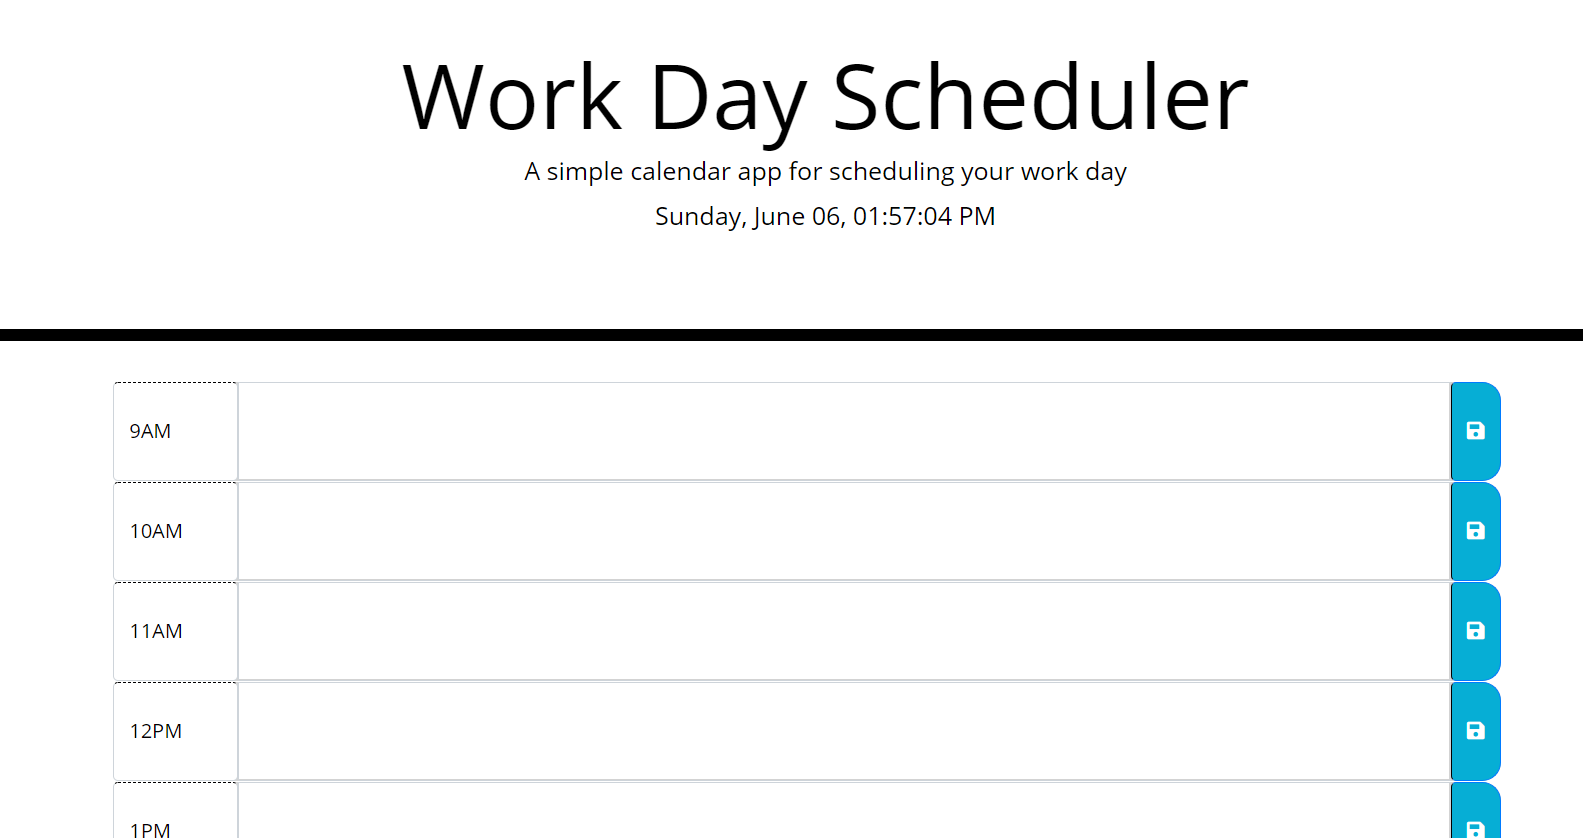 Work Day Scheduler
A simple calendar app for scheduling your work day
Sunday, June 06, 01:57:04 PM
9AM
10AM
11AM
12PM
1PM